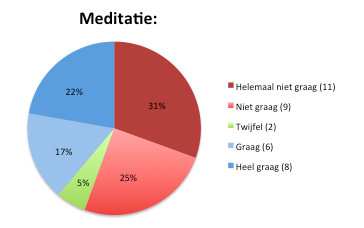 Meditatie:
31%
25%
5%
17%
22%
Helemaal niet graag (11)
Niet graag (9)
Twijfel (2)
Graag (6)
Heel graag (8)